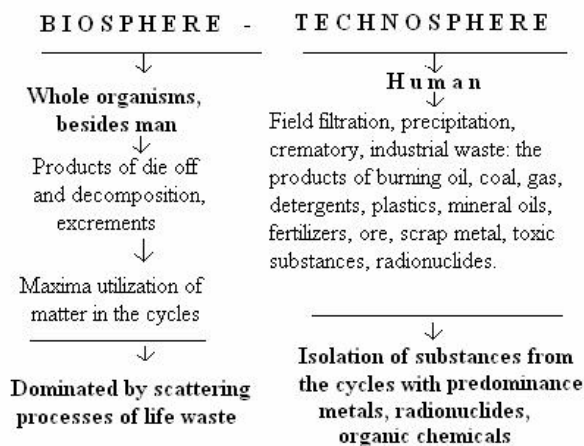 BIOSPHERE - TECHNOSPHERE
Whole organisms,
besides man
Products of die off
and decomposition,
excrements
Maxima utilization of
matter in the cycles
Dominated by scattering
processes of life waste
Human
Field filtration, precipitation,
crematory, industrial waste: the
products of burning oil, coal, gas,
detergents, plastics, mineral oils,
fertilizers, ore, scrap metal, toxic
substances, radionuclides.
Isolation of substances from
the cycles with predominance
metals, radionuclides,
organic chemicals